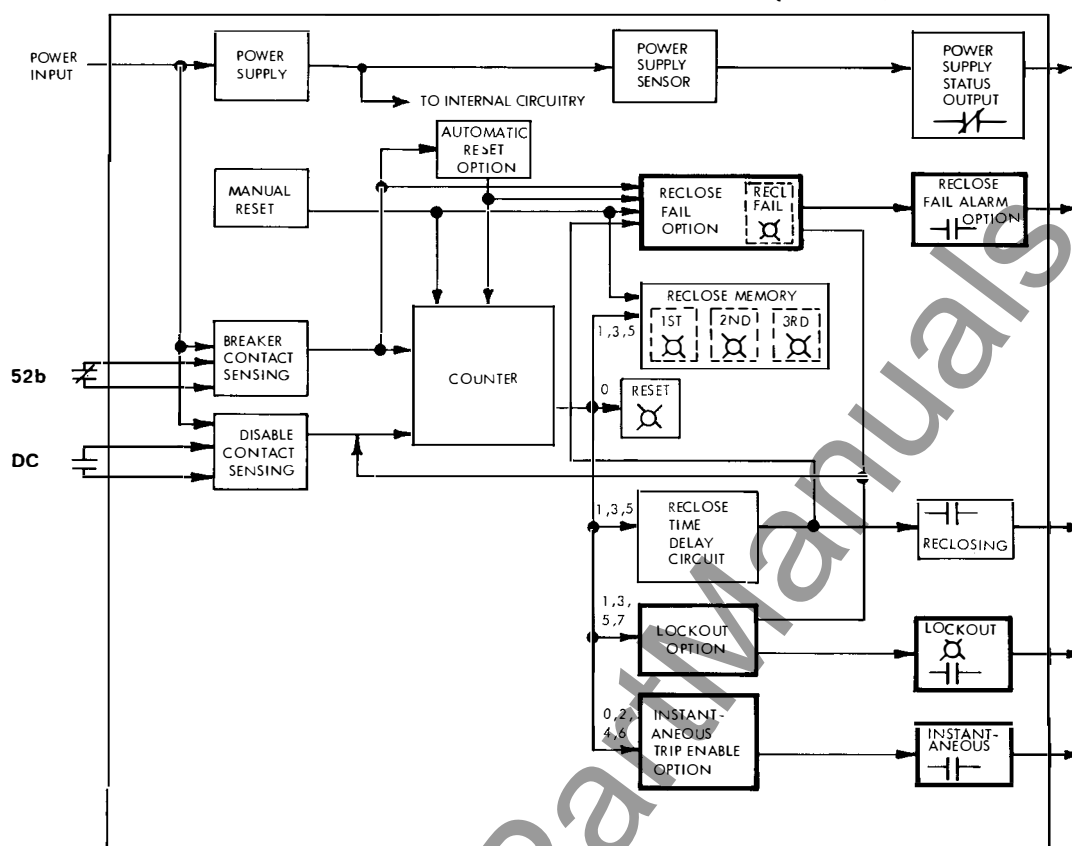 POWER
INPUT
POWER
SUPPLY
POWER
SUPPLY
SENSOR
POWER
SUPPLY
STATUS
OUTPUT
TO INTERNAL CIRCUITRY
AUTOMATIC
RESET
OPTION
MANUAL
RESET
RECLOSE
FAIL
OPTION
RECL
FAIL
RECLOSE
FAIL ALARM
OPTION
RECLOSE MEMORY
1ST
2ND
3RD
1,3,5
BREAKER
CONTACT
SENSING
52b
COUNTER
0
RESET
DISABLE
CONTACT
SENSING
DC
1,3,5
RECLOSE
TIME
DELAY
CIRCUIT
RECLOSING
1,3,
5,7
LOCKOUT
OPTION
LOCKOUT
0,2,
4,6
INSTANT-
ANEOUS
TRIP ENABLE
OPTION
INSTANT-
ANEOUS
PartManuals